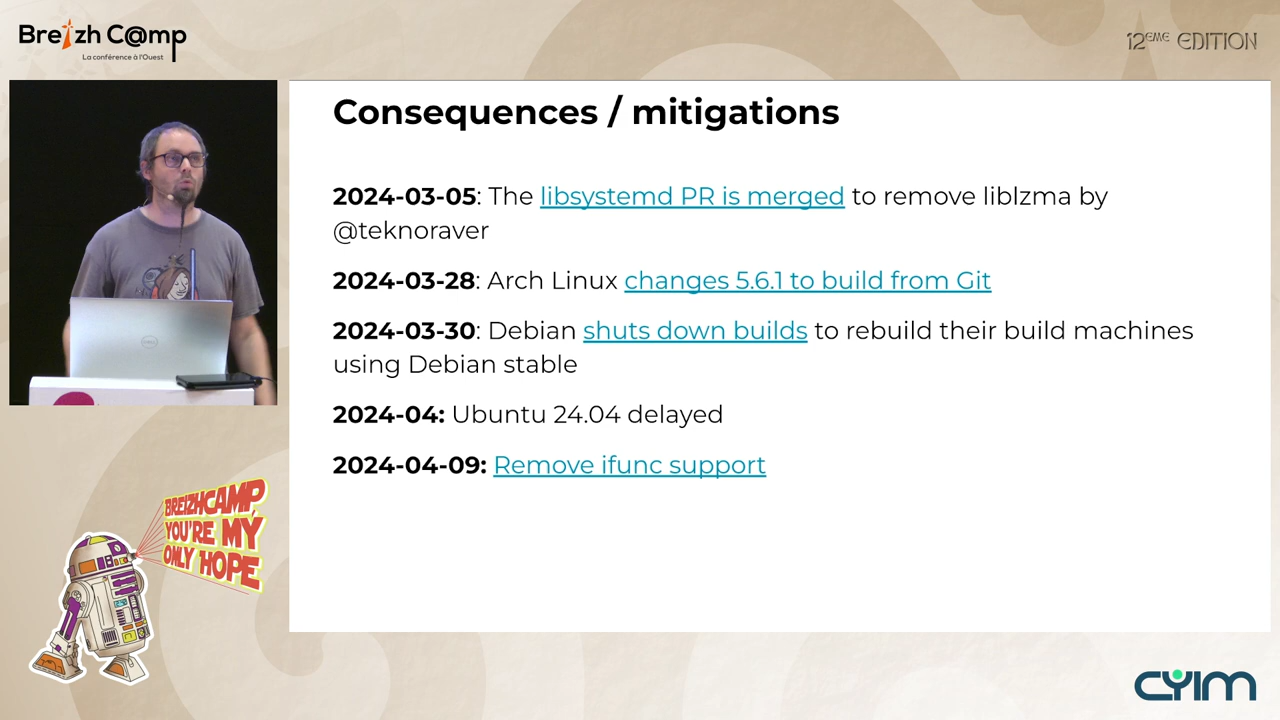 Breizh C@mp
La conférence à l'Ouest
12ÈME EDITION
Consequences / mitigations
2024-03-05: The libsystemd PR is merged to remove liblzma by
@teknoraver
2024-03-28: Arch Linux changes 5.6.1 to build from Git
2024-03-30: Debian shuts down builds to rebuild their build machines
using Debian stable
2024-04: Ubuntu 24.04 delayed
2024-04-09: Remove ifunc support
DELL
BREIZHCAMP
YOU'RE MY
ONLY HOPE
CYIM